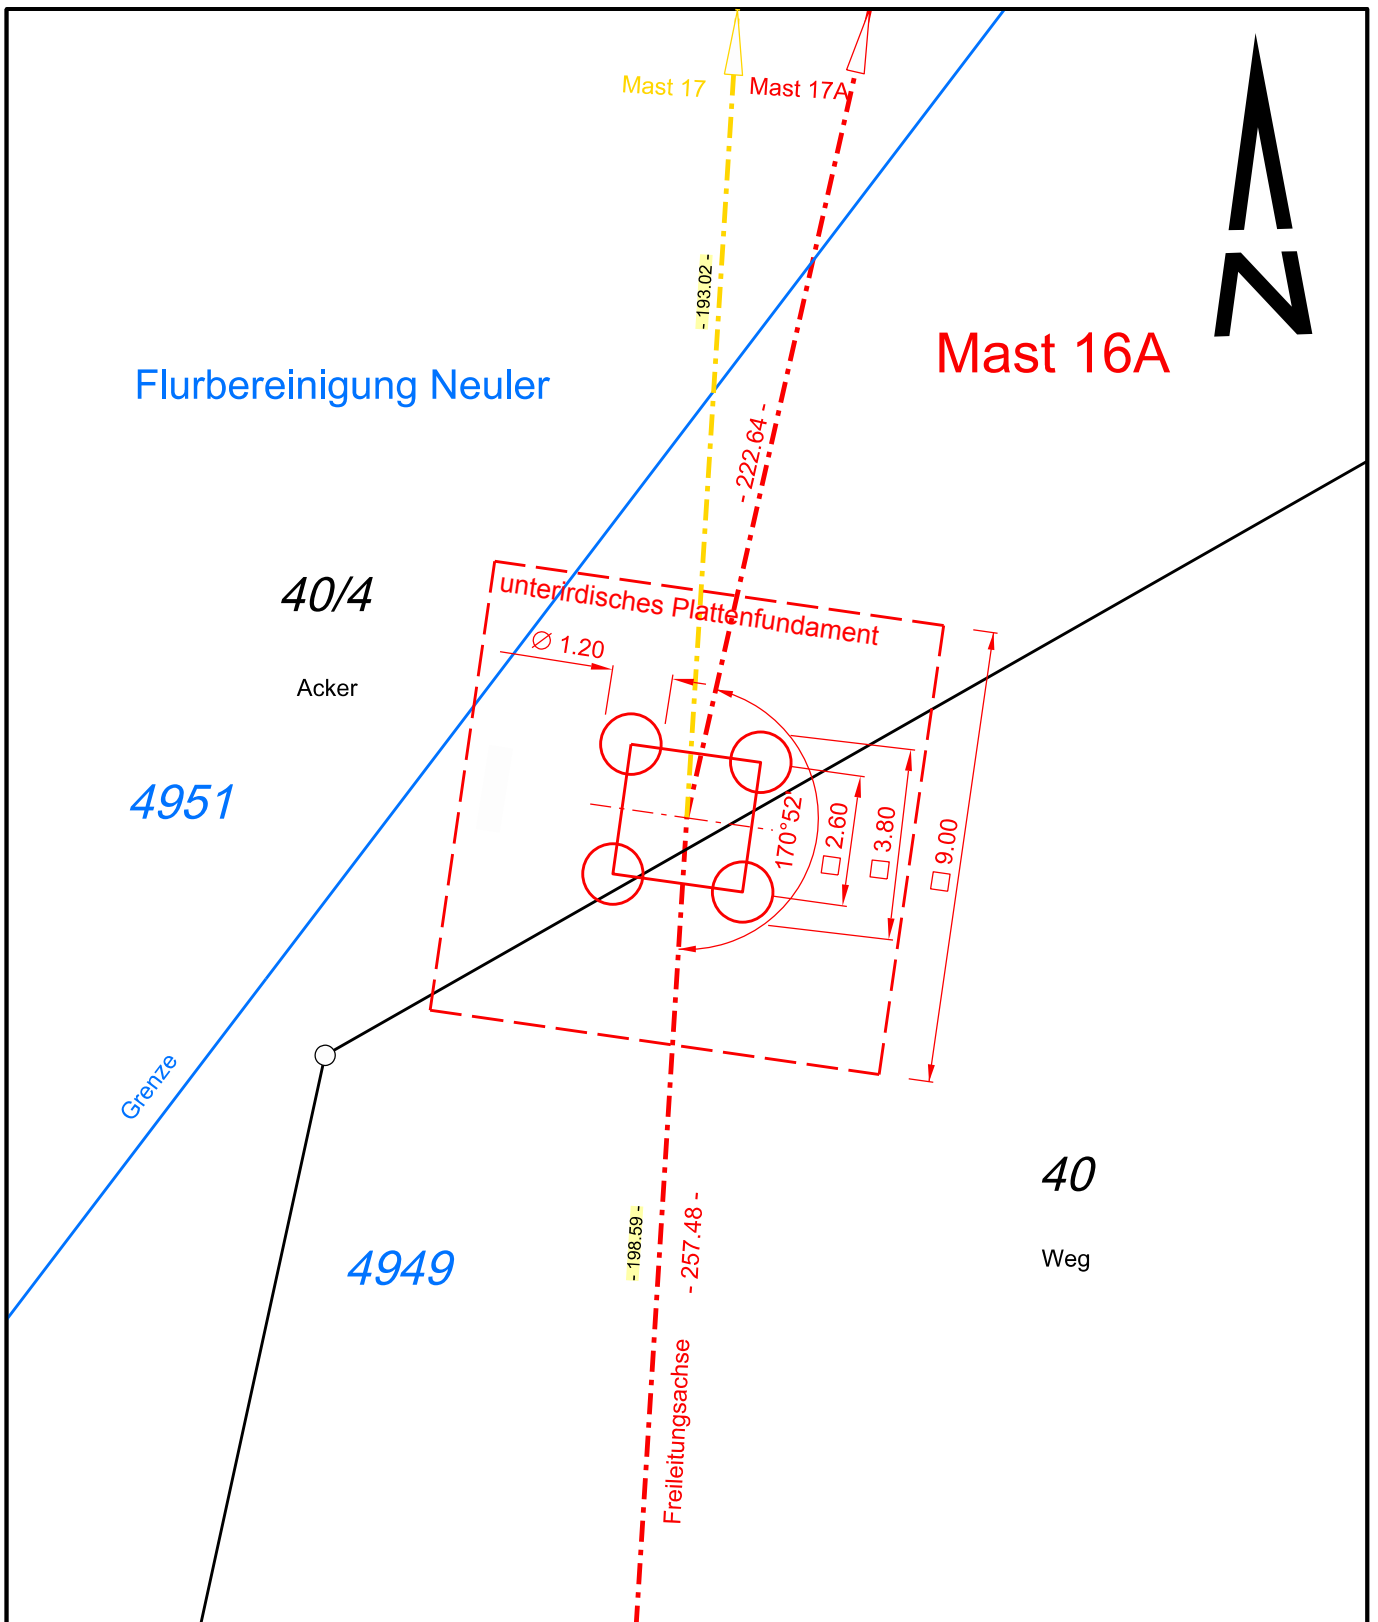 Mast 17
Mast 17A
N
- 193.02 -
Mast 16A
Flurbereinigung Neuler
- 222.64 -
40/4
unterirdisches Plattenfundament
∅ 1.20
Acker
4951
170°52'
□ 2.60
□ 3.80
□ 9.00
Grenze
40
- 198.59 -
- 257.48 -
4949
Weg
Freileitungsachse